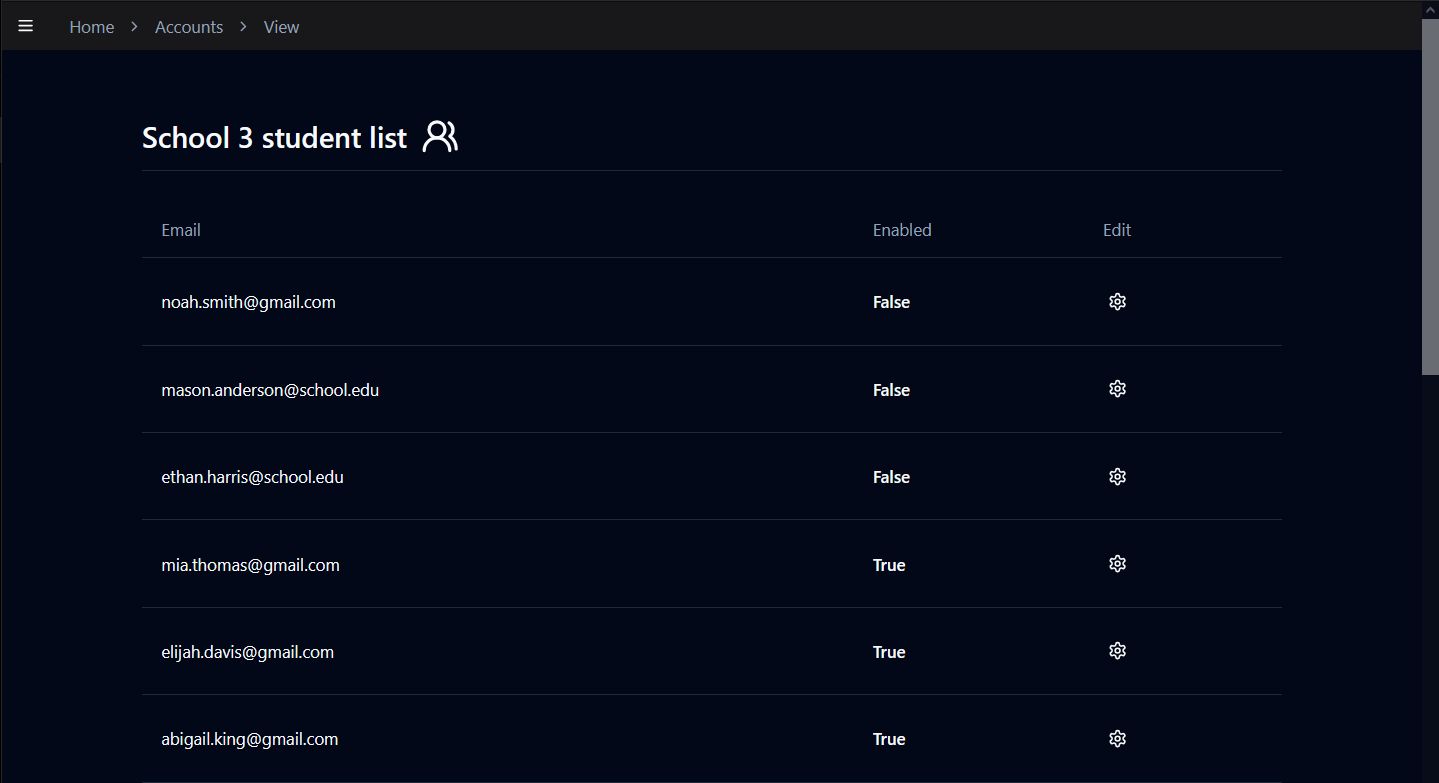 Home > Accounts > View
School 3 student list
Email Enabled Edit
noah.smith@gmail.com False
mason.anderson@school.edu False
ethan.harris@school.edu False
mia.thomas@gmail.com True
elijah.davis@gmail.com True
abigail.king@gmail.com True